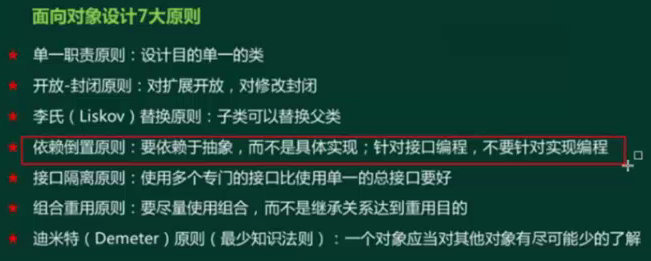 面向对象设计7大原则
单一职责原则：设计目的单一的类
开放-封闭原则：对扩展开放，对修改封闭
李氏（Liskov）替换原则：子类可以替换父类
依赖倒置原则：要依赖于抽象，而不是具体实现；针对接口编程，不要针对实现编程
接口隔离原则：使用多个专门的接口比使用单一的总接口要好
组合重用原则：要尽量使用组合，而不是继承关系达到重用目的
迪米特（Demeter）原则（最少知识法则）：一个对象应当对其他对象有尽可能少的了解